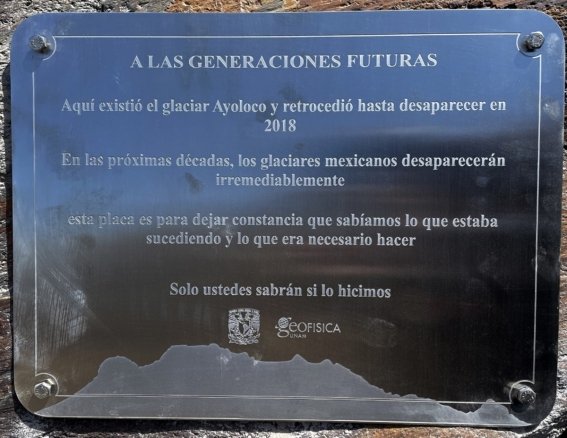 A LAS GENERACIONES FUTURAS
Aquí existió el glaciar Ayoloco y retrocedió hasta desaparecer en
2018
En las próximas décadas, los glaciares mexicanos desaparecerán
irremediablemente
esta placa es para dejar constancia que sabíamos lo que estaba
sucediendo y lo que era necesario hacer
Solo ustedes sabrán si lo hicimos
GEOFISICA
UNAM